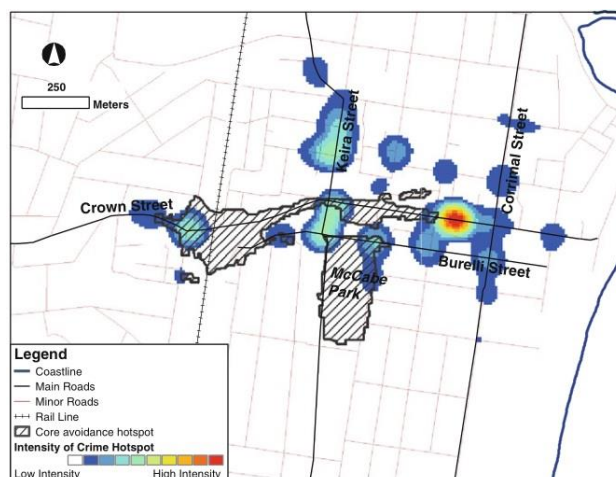 250
Meters
Keira Street
Corrimal Street
Crown Street
Burelli Street
McCabe
Park
Legend
Coastline
Main Roads
Minor Roads
Rail Line
Core avoidance hotspot
Intensity of Crime Hotspot
Low Intensity High Intensity